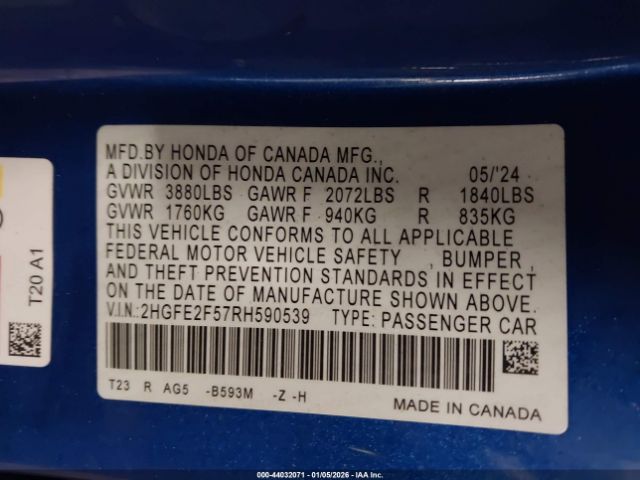 MFD.BY HONDA OF CANADA MFG.,
A DIVISION OF HONDA CANADA INC. 05/'24
GVWR 3880LBS GAWR F 2072LBS R 1840LBS
GVWR 1760KG GAWR F 940KG R 835KG
THIS VEHICLE CONFORMS TO ALL APPLICABLE
FEDERAL MOTOR VEHICLE SAFETY , BUMPER ,
AND THEFT PREVENTION STANDARDS IN EFFECT
ON THE DATE OF MANUFACTURE SHOWN ABOVE.
V.I.N.:2HGFE2F57RH590539 TYPE: PASSENGER CAR
T23 R AG5 -B593M -Z -H
MADE IN CANADA
T20 A1
000-44032071 | 01/05/2026 | © IAA, Inc.